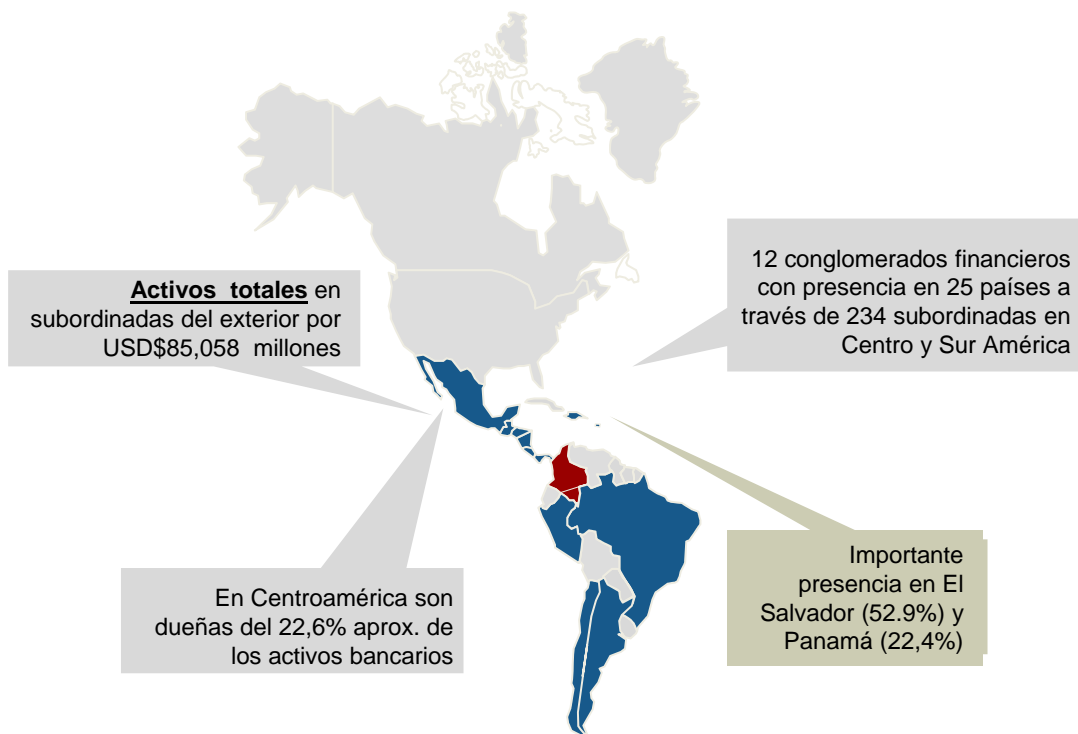 Activos totales en
subordinadas del exterior por
USD$85,058 millones
12 conglomerados financieros
con presencia en 25 países a
través de 234 subordinadas en
Centro y Sur América
En Centroamérica son
dueñas del 22,6% aprox. de
los activos bancarios
Importante
presencia en El
Salvador (52.9%) y
Panamá (22,4%)